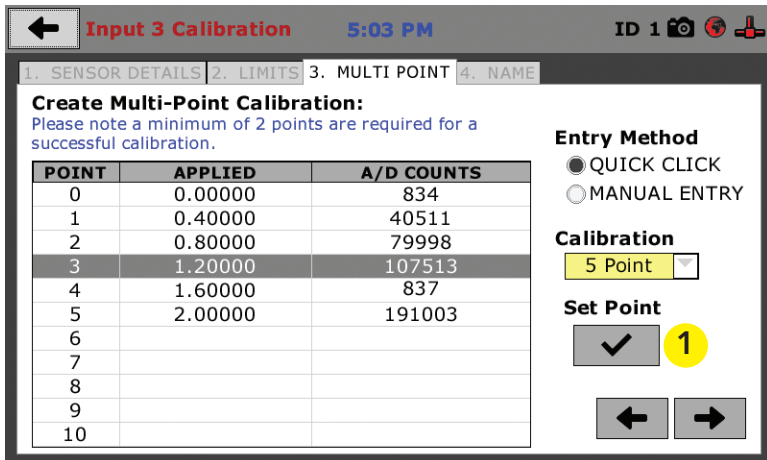 Input 3 Calibration 5:03 PM ID 1
1. SENSOR DETAILS 2. LIMITS 3. MULTI POINT 4. NAME
Create Multi-Point Calibration:
Please note a minimum of 2 points are required for a
successful calibration.
POINT APPLIED A/D COUNTS
0 0.00000 834
1 0.40000 40511
2 0.80000 79998
3 1.20000 107513
4 1.60000 837
5 2.00000 191003
6
7
8
9
10
Entry Method
QUICK CLICK
MANUAL ENTRY
Calibration
5 Point
Set Point
1